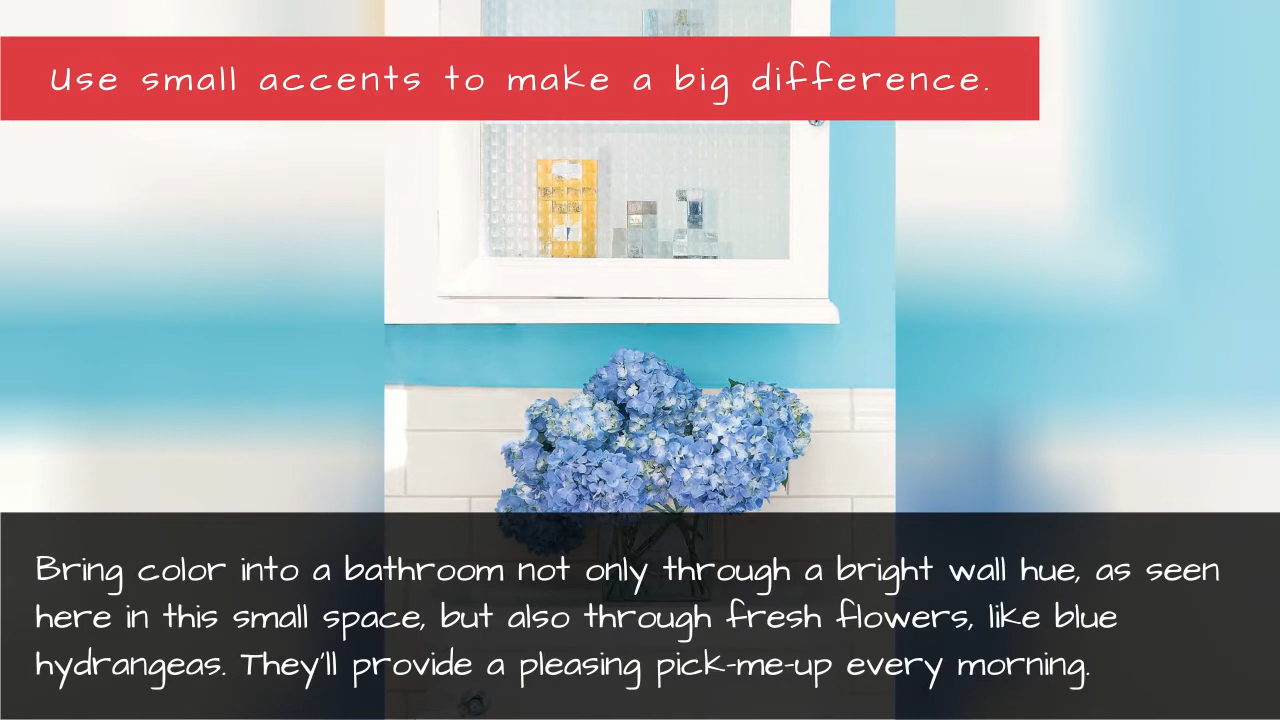 Use small accents to make a big difference.
Bring color into a bathroom not only through a bright wall hue, as seen
here in this small space, but also through fresh flowers, like blue
hydrangeas. They'll provide a pleasing pick-me-up every morning.